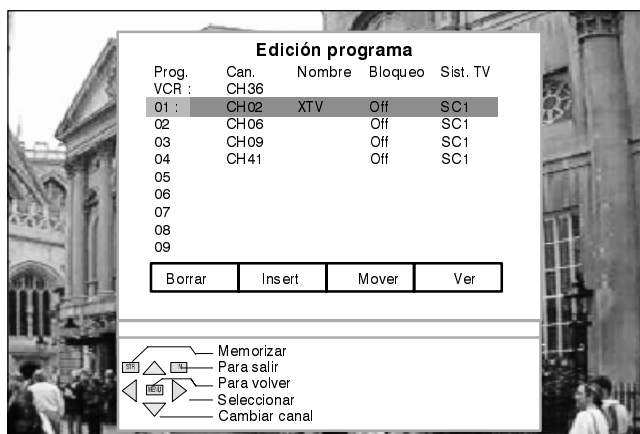 Edición programa
Prog. Can. Nombre Bloqueo Sist. TV
VCR : CH36
01 : CH02 XTV Off SC1
02 CH06 Off SC1
03 CH09 Off SC1
04 CH41 Off SC1
05
06
07
08
09
Borrar Insert Mover Ver
Memorizar
STR N Para salir
MENU Para volver
Seleccionar
Cambiar canal